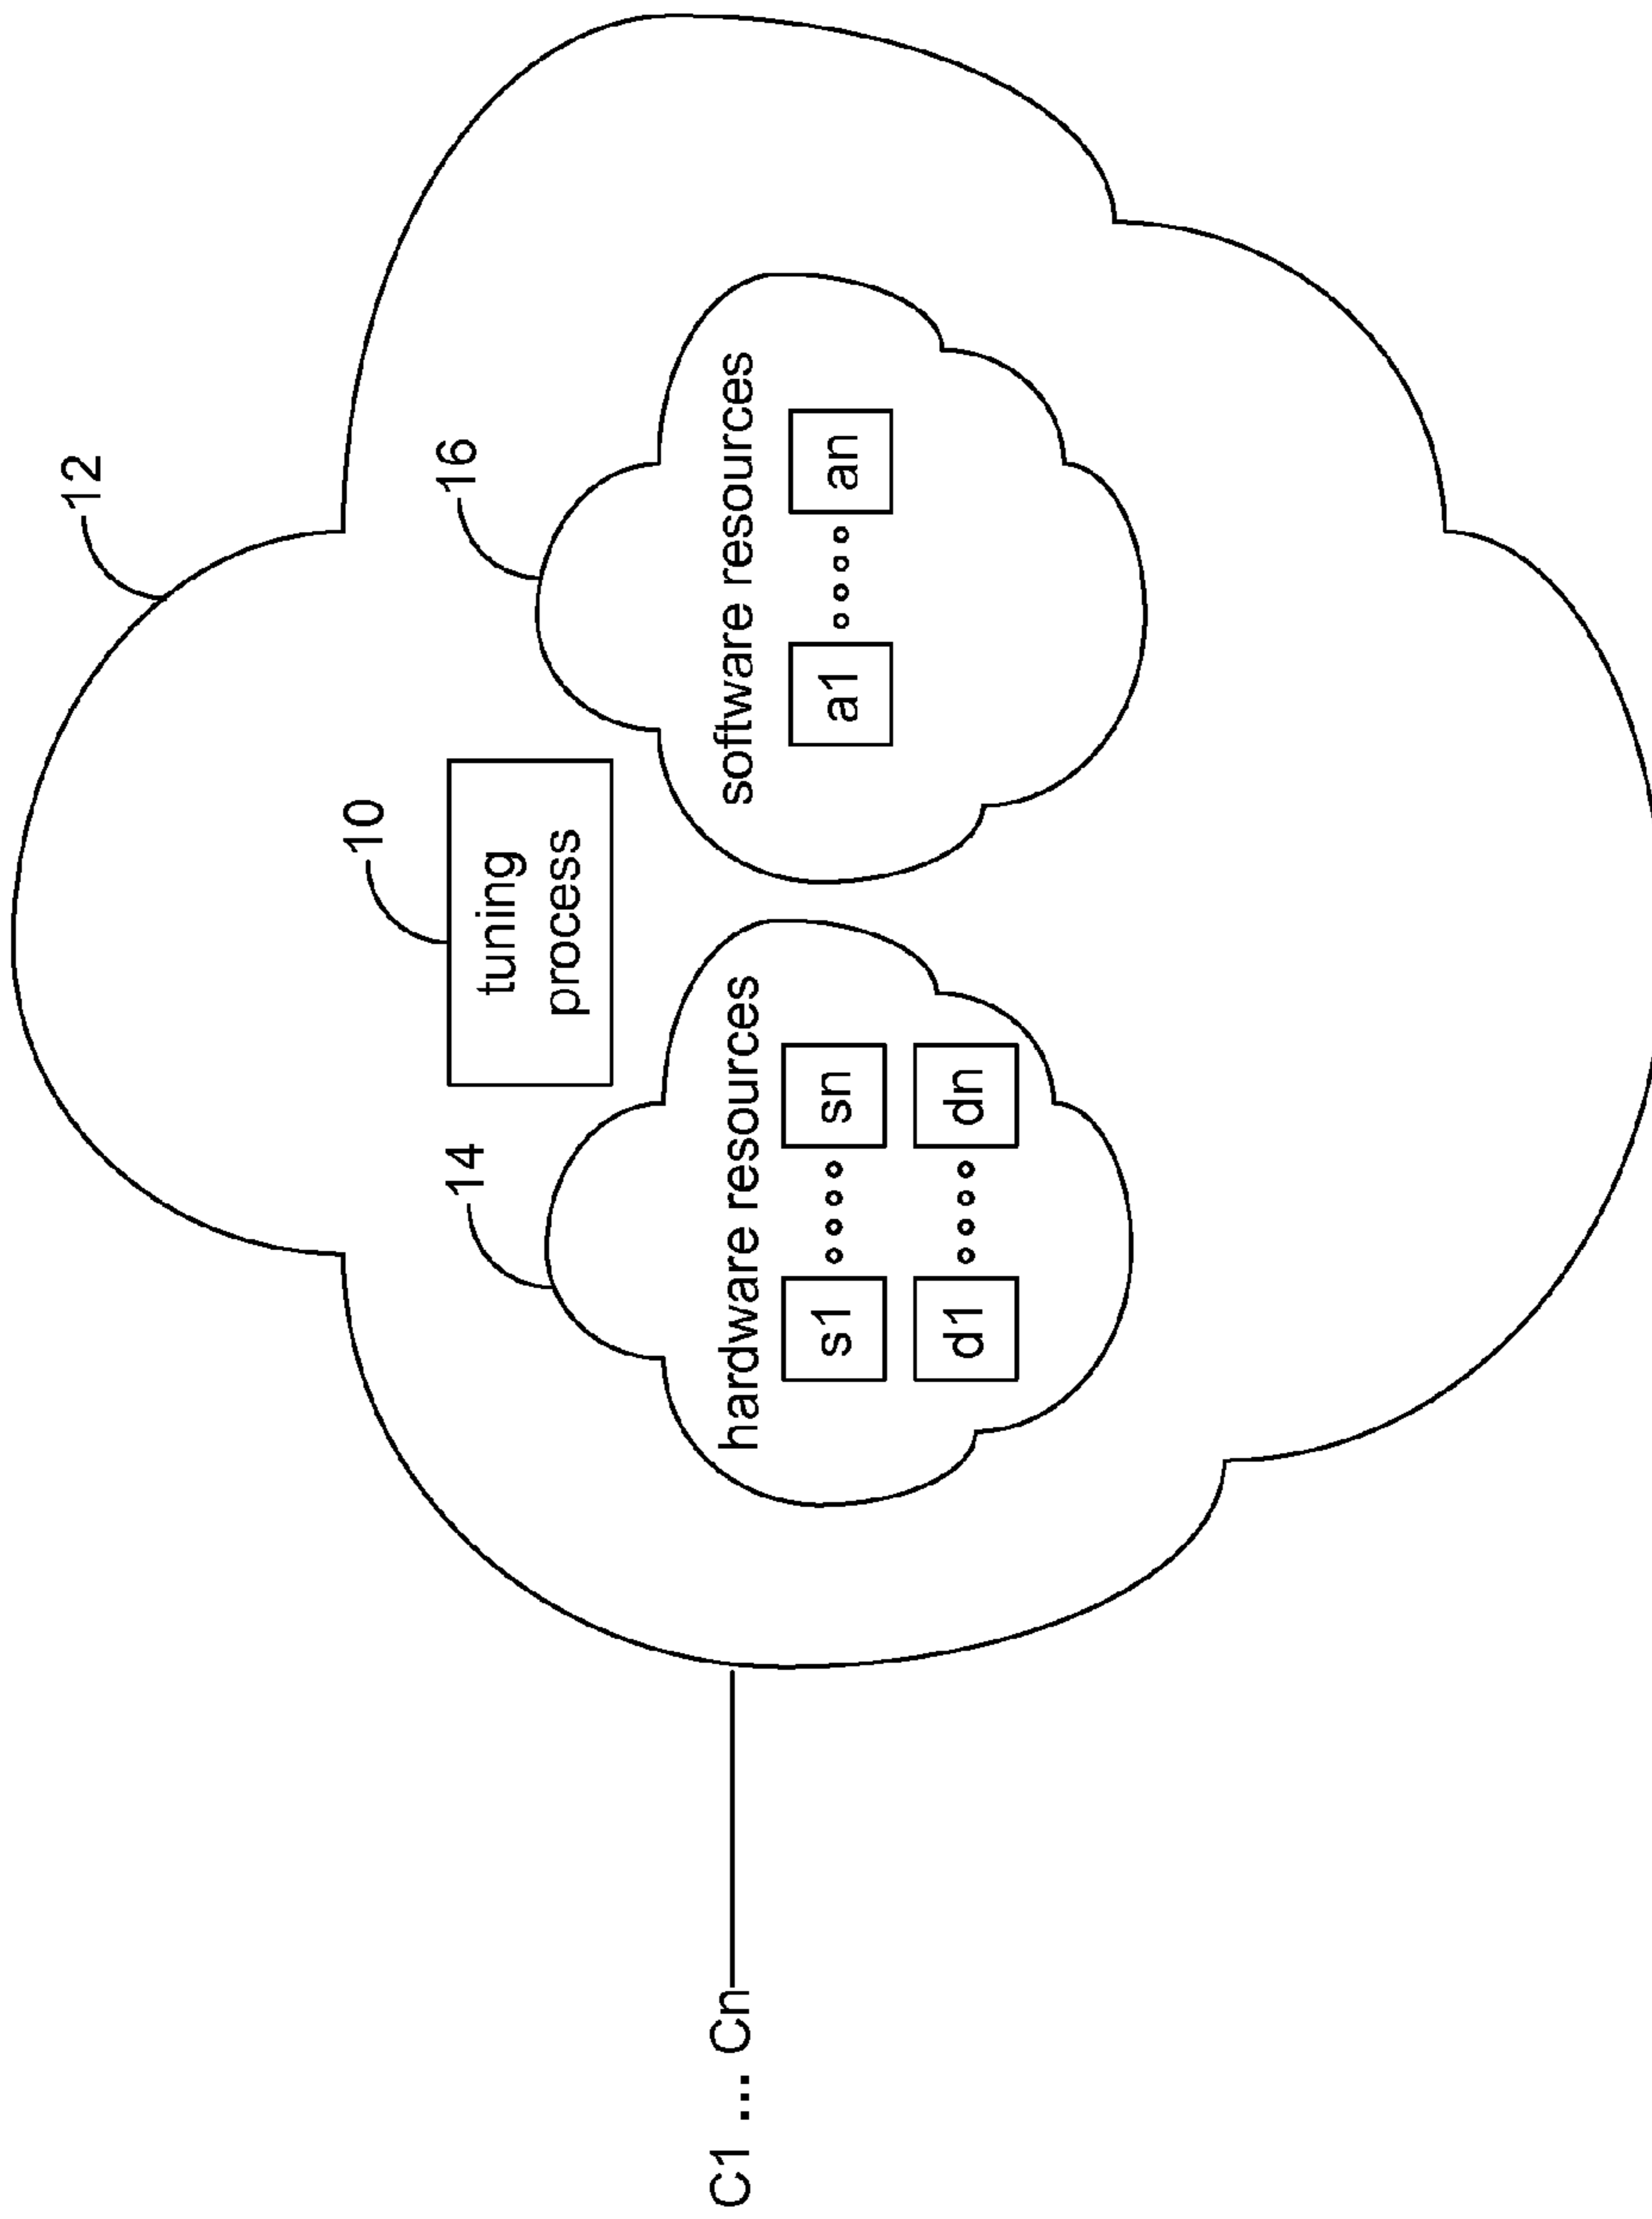 12
10
16
tuning
process
14
hardware resources
s1 sn
d1 dn
software resources
a1 an
C1 ... Cn